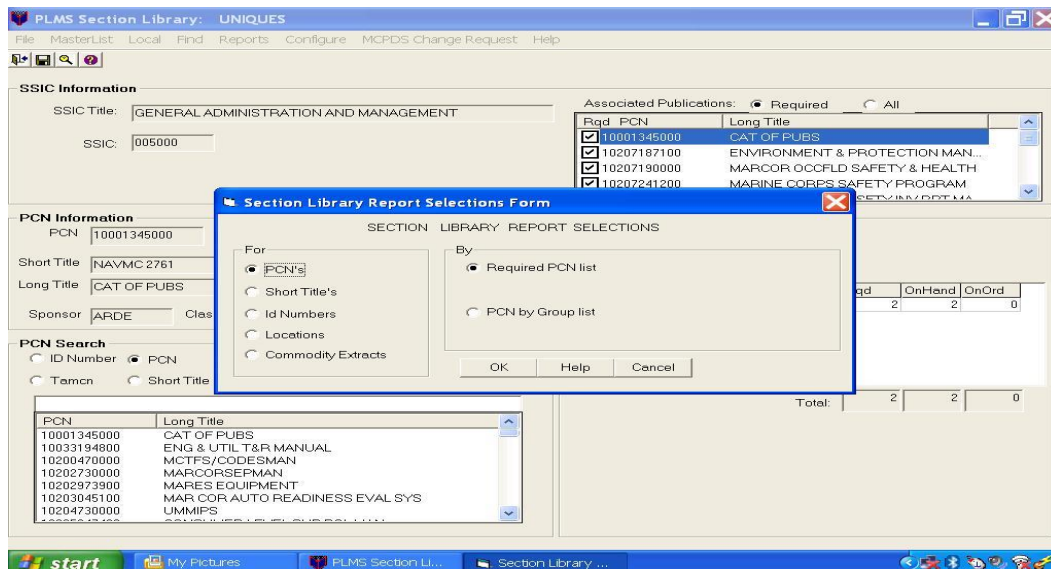 PLMS Section Library: UNIQUES
File MasterList Local Find Reports Configure MCPDS Change Request Help
SSIC Information
SSIC Title: GENERAL ADMNISTRATION AND MANAGEMENT
SSIC: 005000
Associated Publications: Required All
Rqd PCN Long Title
10001345000 CAT OF PUBS
10207187100 ENVIRONMENT & PROTECTION MAN...
10207190000 MARCOR OCCFLD SAFETY & HEALTH
10207241200 MARINE CORPS SAFETY PROGRAM
PCN Information
PCN 10001345000
Short Title NAVMC 2761
Long Title CAT OF PUBS
Sponsor ARDE Clas
Section Library Report Selections Form
SECTION LIBRARY REPORT SELECTIONS
For
PCN's
Short Title's
Id Numbers
Locations
Commodity Extracts
By
Required PCN list
PCN by Group list
OK Help Cancel
qd OnHand OnOrd
2 2 0
Total: 2 2 0
PCN Search
ID Number PCN
Tamcn Short Title
PCN Long Title
10001345000 CAT OF PUBS
10033194800 ENG & UTIL T&R MANUAL
10200470000 MCTFS/CODESMAN
10202730000 MARCORSEPMAN
10202973900 MARES EQUIPMENT
10203045100 MAR COR AUTO READINESS EVAL SYS
10204730000 UMMIPS
start My Pictures PLMS Section Li... Section Library ...